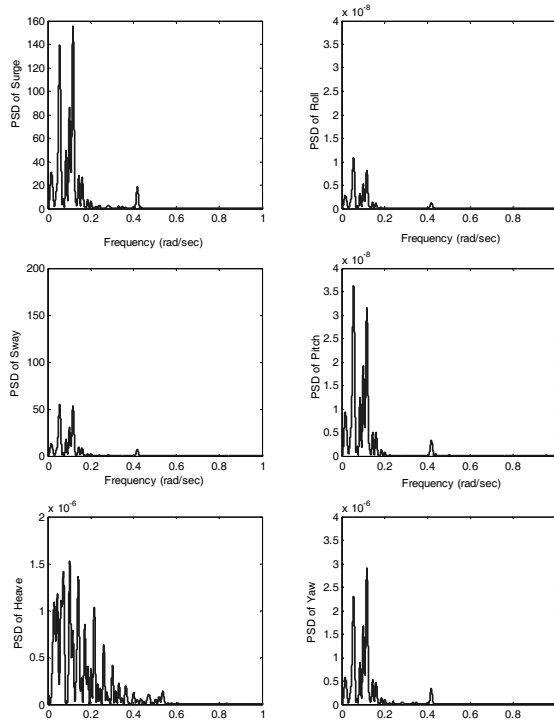 160
140
120
100
80
60
40
20
0
PSD of Surge
0 0.2 0.4 0.6 0.8 1
Frequency (rad/sec)
x 10^-8
4
3.5
3
2.5
2
1.5
1
0.5
0
PSD of Roll
0 0.2 0.4 0.6 0.8
Frequency (rad/sec)
200
150
100
50
0
PSD of Sway
0 0.2 0.4 0.6 0.8 1
Frequency (rad/sec)
x 10^-8
4
3.5
3
2.5
2
1.5
1
0.5
0
PSD of Pitch
0 0.2 0.4 0.6 0.8
Frequency (rad/sec)
x 10^-6
2
1.5
1
0.5
0
PSD of Heave
0 0.2 0.4 0.6 0.8 1
x 10^-6
4
3.5
3
2.5
2
1.5
1
0.5
0
PSD of Yaw
0 0.2 0.4 0.6 0.8